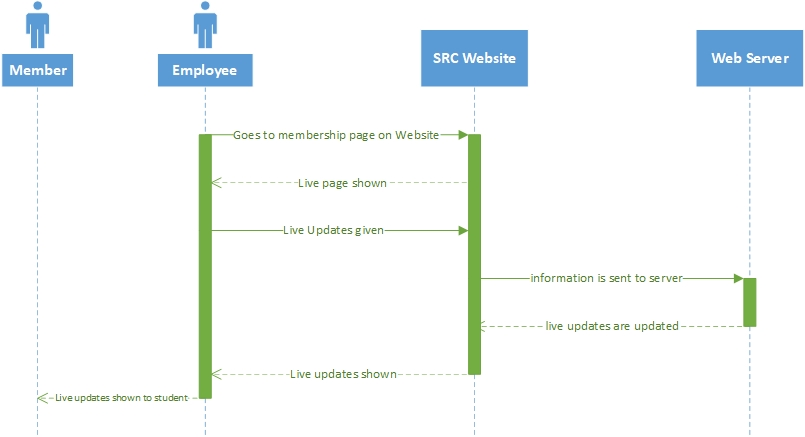 Member
Employee
SRC Website
Web Server
Goes to membership page on Website
Live page shown
Live Updates given
information is sent to server
live updates are updated
Live updates shown
Live updates shown to student